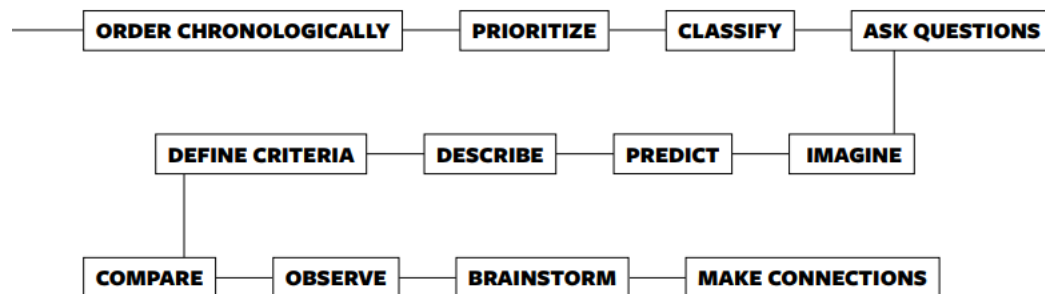 ORDER CHRONOLOGICALLY PRIORITIZE CLASSIFY ASK QUESTIONS
DEFINE CRITERIA DESCRIBE PREDICT IMAGINE
COMPARE OBSERVE BRAINSTORM MAKE CONNECTIONS